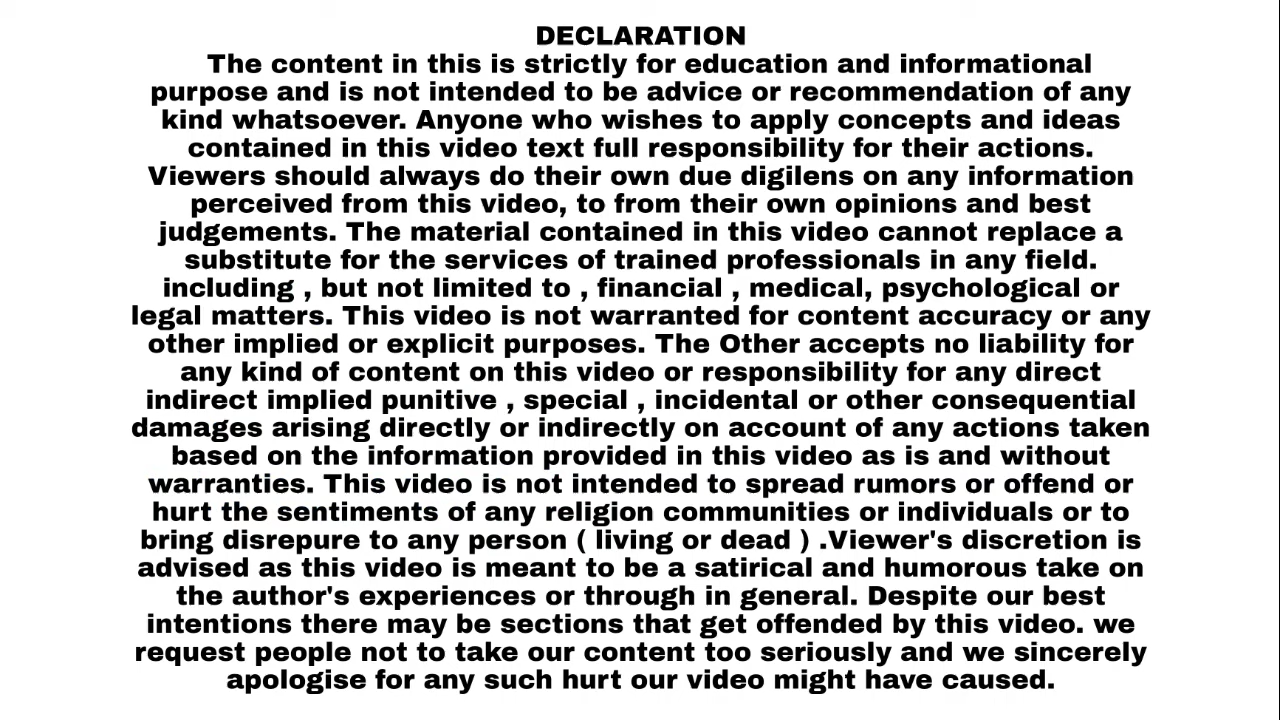 DECLARATION
The content in this is strictly for education and informational
purpose and is not intended to be advice or recommendation of any
kind whatsoever. Anyone who wishes to apply concepts and ideas
contained in this video text full responsibility for their actions.
Viewers should always do their own due digilens on any information
perceived from this video, to from their own opinions and best
judgements. The material contained in this video cannot replace a
substitute for the services of trained professionals in any field.
including , but not limited to , financial , medical, psychological or
legal matters. This video is not warranted for content accuracy or any
other implied or explicit purposes. The Other accepts no liability for
any kind of content on this video or responsibility for any direct
indirect implied punitive , special , incidental or other consequential
damages arising directly or indirectly on account of any actions taken
based on the information provided in this video as is and without
warranties. This video is not intended to spread rumors or offend or
hurt the sentiments of any religion communities or individuals or to
bring disrepure to any person ( living or dead ) .Viewer's discretion is
advised as this video is meant to be a satirical and humorous take on
the author's experiences or through in general. Despite our best
intentions there may be sections that get offended by this video. we
request people not to take our content too seriously and we sincerely
apologise for any such hurt our video might have caused.